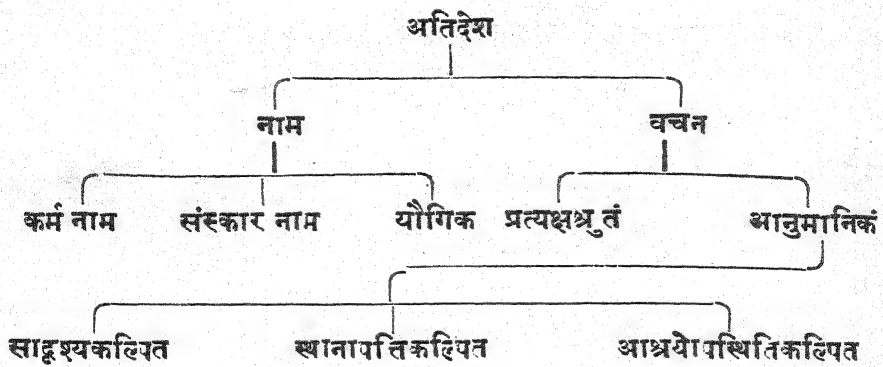 अतिदेश
नाम वचन
कर्म नाम संस्कार नाम यौगिक प्रत्यक्षश्रुतं आनुमानिकं
सादृश्यकल्पित स्थानापत्तिकल्पित आश्रयोपस्थितिकल्पित